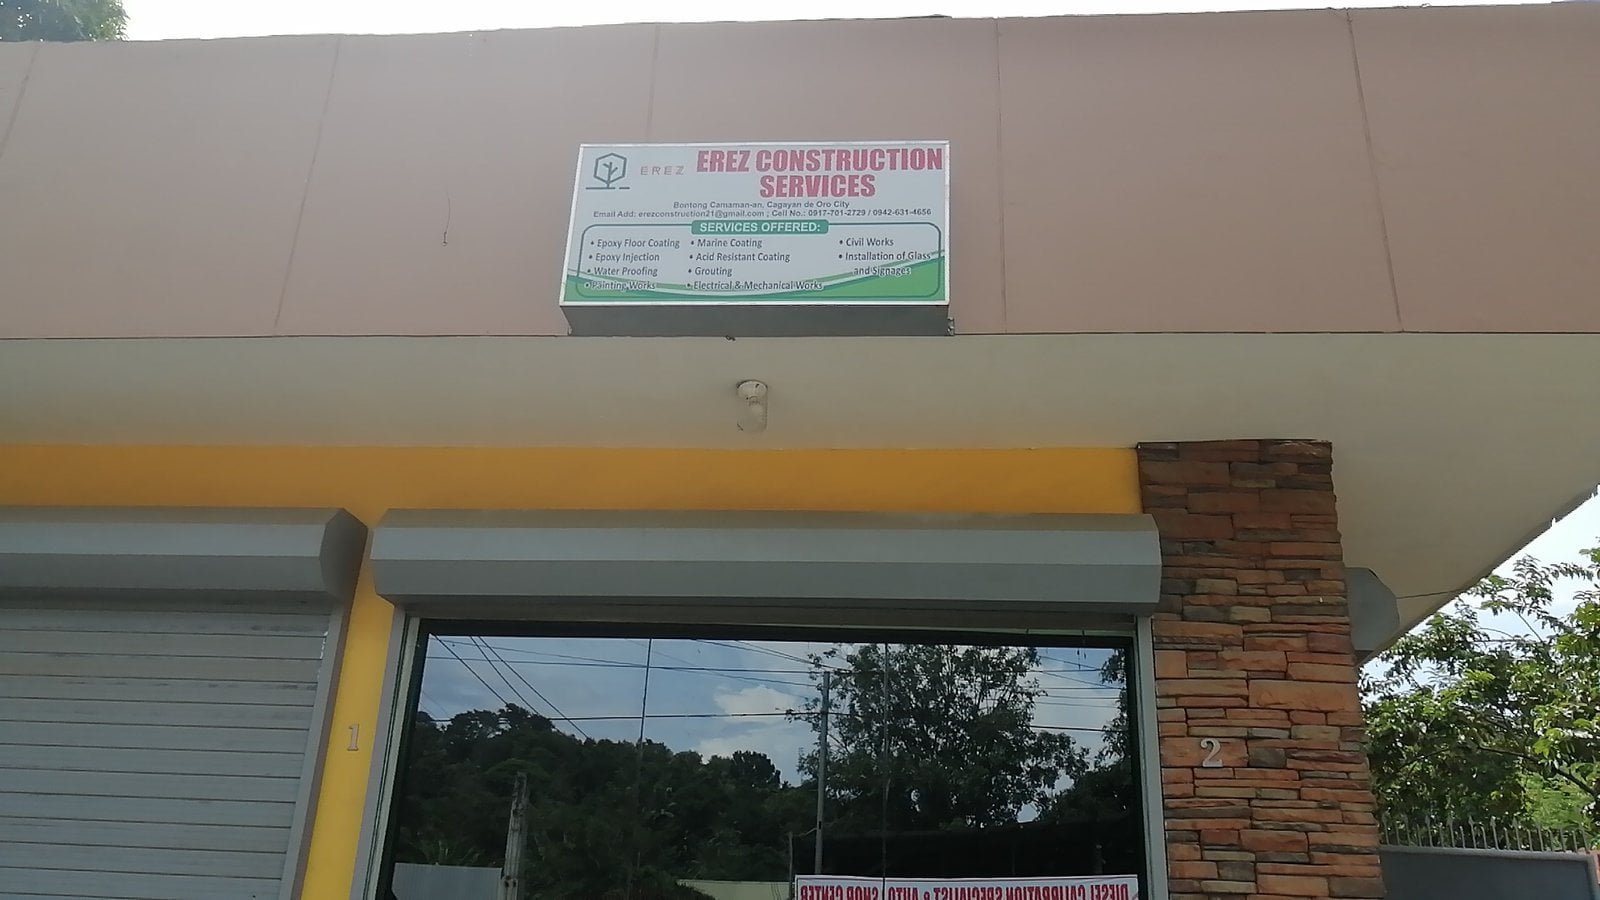 EREZ
EREZ CONSTRUCTION
SERVICES
Bontong Camaman-an, Cagayan de Oro City
Email Add: erezconstruction21@gmail.com ; Cell No.: 0917-701-2729 / 0942-631-4656
SERVICES OFFERED:
• Epoxy Floor Coating
• Epoxy Injection
• Water Proofing
• Painting Works
• Marine Coating
• Acid Resistant Coating
• Grouting
• Electrical & Mechanical Works
• Civil Works
• Installation of Glass
and Signages
1
2
DIESEL CALIBRATION SPECIALIST & AUTO SHOP CENTER